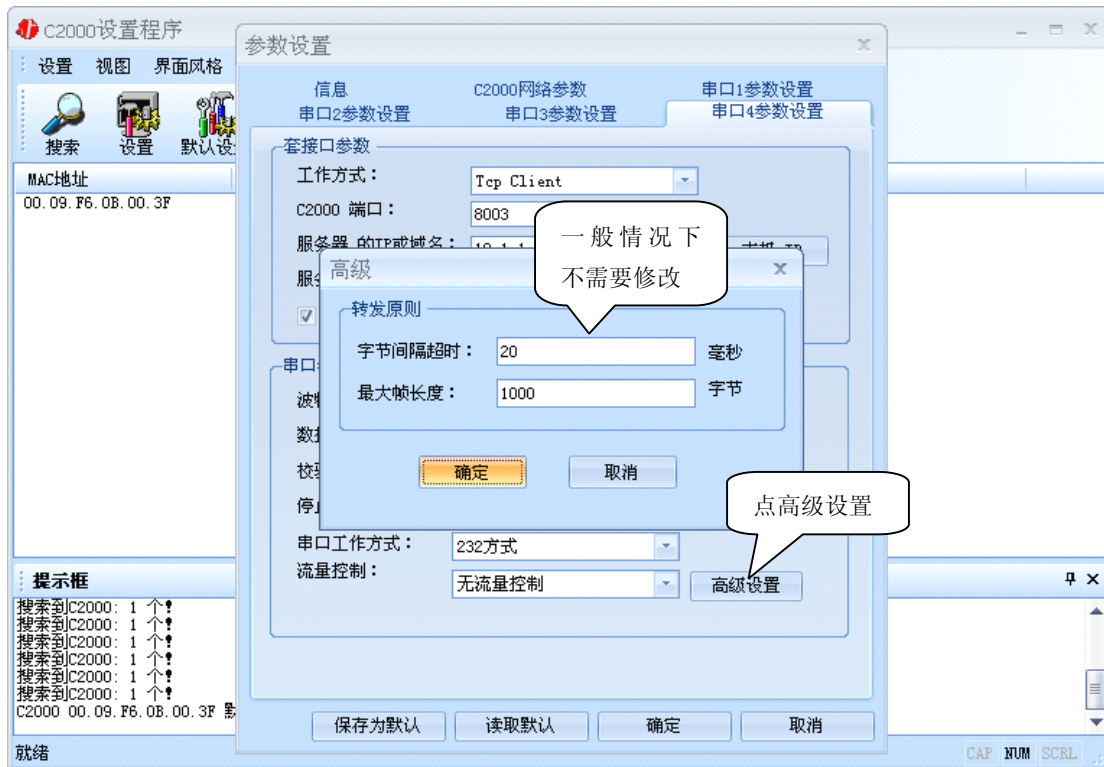 C2000设置程序
设置 视图 界面风格
搜索 设置 默认设
MAC地址
00.09.F6.0B.00.3F
参数设置
信息 C2000网络参数 串口1参数设置
串口2参数设置 串口3参数设置 串口4参数设置
套接口参数
工作方式： Tcp Client
C2000 端口： 8003
服务器 的IP或域名：
一般情况下
不需要修改
高级
转发原则
字节间隔超时： 20 毫秒
最大帧长度： 1000 字节
确定 取消
点高级设置
串口工作方式： 232方式
流量控制： 无流量控制 高级设置
保存为默认 读取默认 确定 取消
提示框
搜索到C2000: 1 个!
搜索到C2000: 1 个!
搜索到C2000: 1 个!
搜索到C2000: 1 个!
搜索到C2000: 1 个!
搜索到C2000: 1 个!
C2000 00.09.F6.0B.00.3F
就绪 CAP NUM SCRL